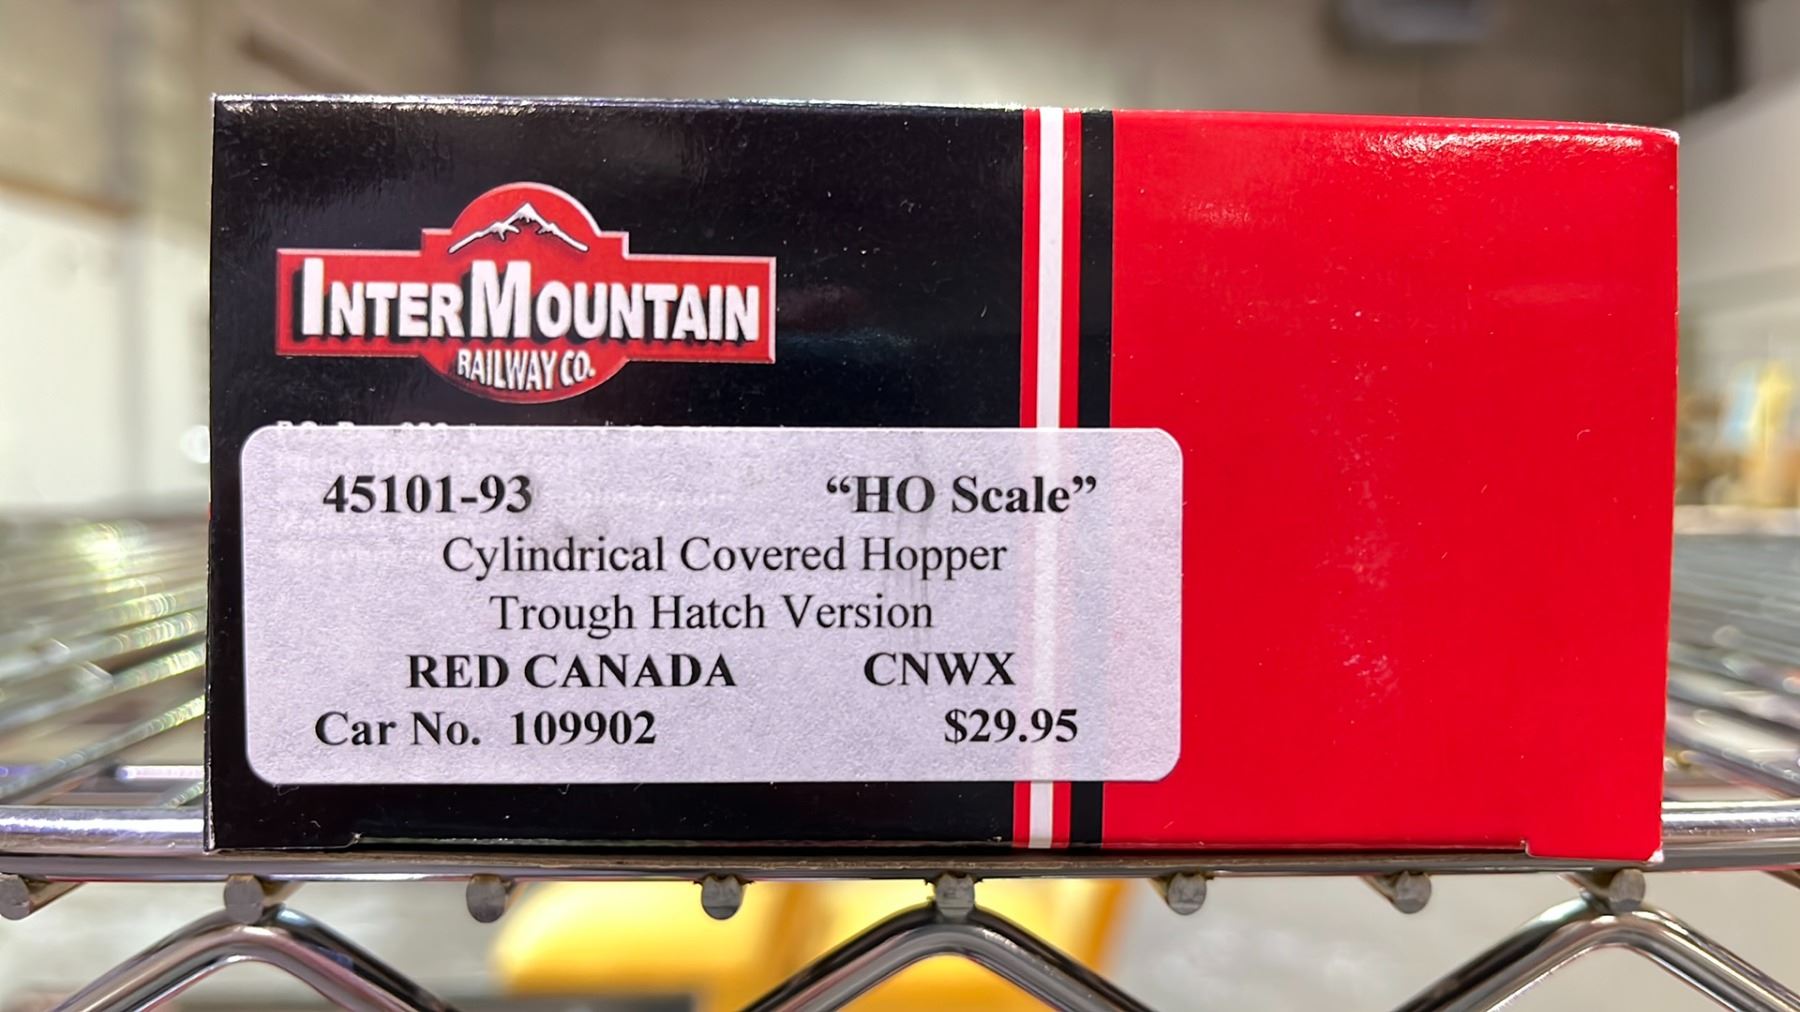 INTERMOUNTAIN
RAILWAY CO.
45101-93 “HO Scale”
Cylindrical Covered Hopper
Trough Hatch Version
RED CANADA CNWX
Car No. 109902 $29.95